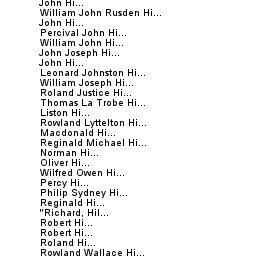 John Hi...
William John Rusden Hi...
John Hi...
Percival John Hi...
William John Hi...
John Joseph Hi...
John Hi...
Leonard Johnston Hi...
William Joseph Hi...
Roland Justice Hi...
Thomas La Trobe Hi...
Liston Hi...
Rowland Lyttelton Hi...
Macdonald Hi...
Reginald Michael Hi...
Norman Hi...
Oliver Hi...
Wilfred Owen Hi...
Percy Hi...
Philip Sydney Hi...
Reginald Hi...
"Richard, Hil...
Robert Hi...
Robert Hi...
Roland Hi...
Rowland Wallace Hi...